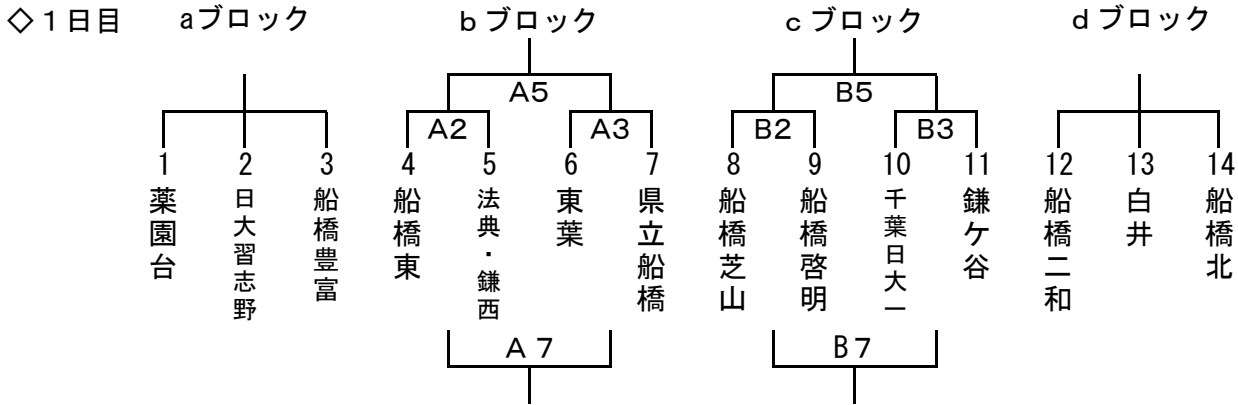 ◇１日目 aブロック ｂブロック ｃブロック ｄブロック
A5 B5
A2 A3 B2 B3
1 2 3 4 5 6 7 8 9 10 11 12 13 14
薬園台
日大習志野
船橋豊富
船橋東
法典・鎌西
東葉
県立船橋
船橋芝山
船橋啓明
千葉日大一
鎌ケ谷
船橋二和
白井
船橋北
A７ B７